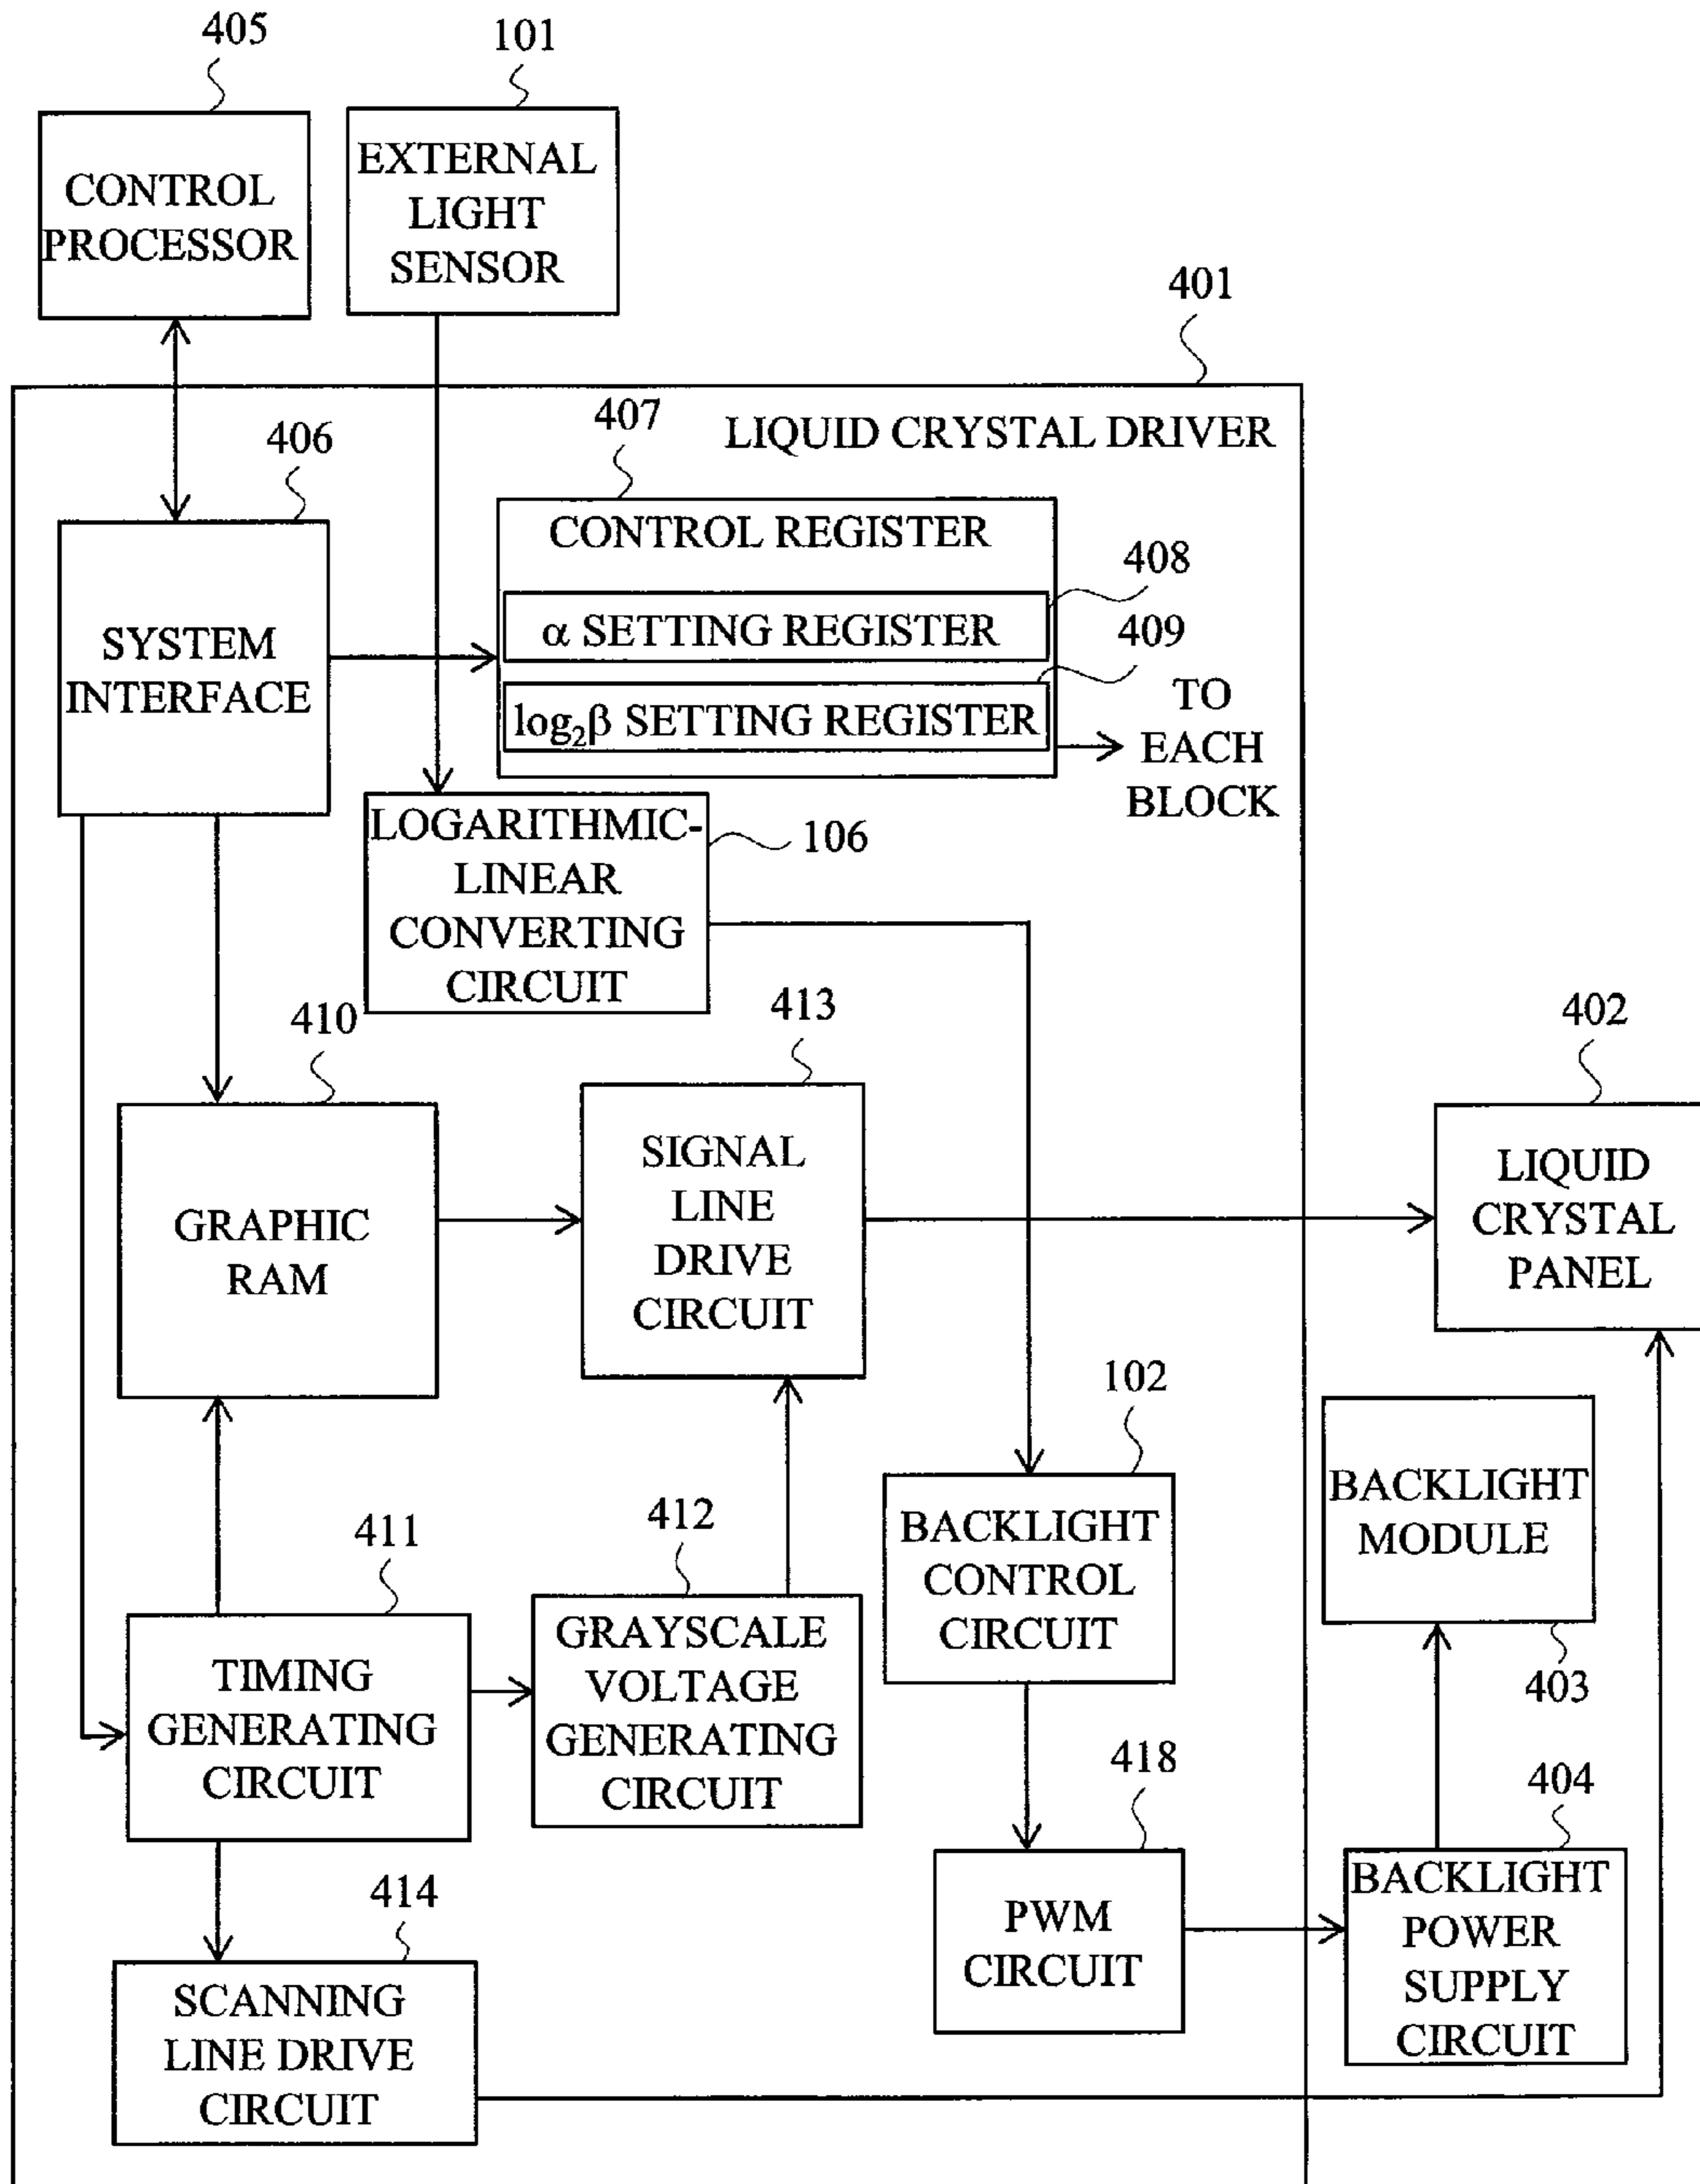 405
101
CONTROL
PROCESSOR
EXTERNAL
LIGHT
SENSOR
401
407
LIQUID CRYSTAL DRIVER
406
CONTROL REGISTER
408
α SETTING REGISTER
409
log₂β SETTING REGISTER
TO
EACH
BLOCK
SYSTEM
INTERFACE
LOGARITHMIC-
LINEAR
CONVERTING
CIRCUIT
106
410
413
402
GRAPHIC
RAM
SIGNAL
LINE
DRIVE
CIRCUIT
LIQUID
CRYSTAL
PANEL
102
BACKLIGHT
MODULE
403
411
412
BACKLIGHT
CONTROL
CIRCUIT
TIMING
GENERATING
CIRCUIT
GRAYSCALE
VOLTAGE
GENERATING
CIRCUIT
418
404
414
PWM
CIRCUIT
BACKLIGHT
POWER
SUPPLY
CIRCUIT
SCANNING
LINE DRIVE
CIRCUIT